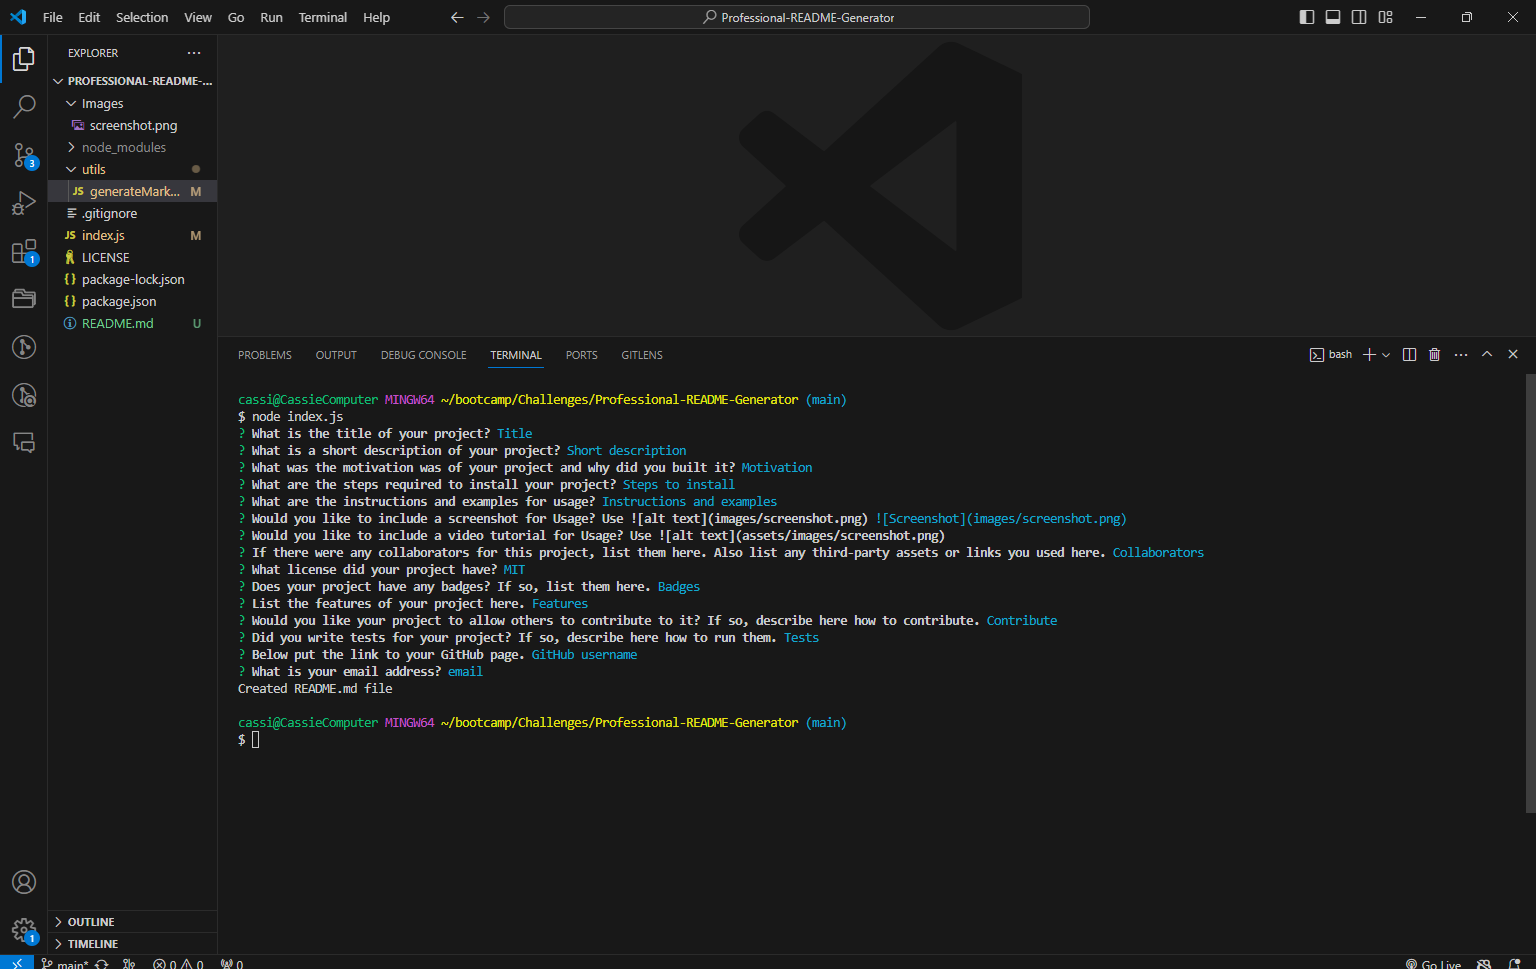 File Edit Selection View Go Run Terminal Help
Professional-README-Generator
EXPLORER
PROFESSIONAL-README-...
Images
screenshot.png
node_modules
utils
JS generateMark... M
.gitignore
JS index.js M
LICENSE
{} package-lock.json
{} package.json
README.md U
3
1
OUTLINE
1
TIMELINE
PROBLEMS OUTPUT DEBUG CONSOLE TERMINAL PORTS GITLENS
bash
cassi@CassieComputer MINGW64 ~/bootcamp/Challenges/Professional-README-Generator (main)
$ node index.js
? What is the title of your project? Title
? What is a short description of your project? Short description
? What was the motivation was of your project and why did you built it? Motivation
? What are the steps required to install your project? Steps to install
? What are the instructions and examples for usage? Instructions and examples
? Would you like to include a screenshot for Usage? Use ![alt text](images/screenshot.png) ![Screenshot](images/screenshot.png)
? Would you like to include a video tutorial for Usage? Use ![alt text](assets/images/screenshot.png)
? If there were any collaborators for this project, list them here. Also list any third-party assets or links you used here. Collaborators
? What license did your project have? MIT
? Does your project have any badges? If so, list them here. Badges
? List the features of your project here. Features
? Would you like your project to allow others to contribute to it? If so, describe here how to contribute. Contribute
? Did you write tests for your project? If so, describe here how to run them. Tests
? Below put the link to your GitHub page. GitHub username
? What is your email address? email
Created README.md file
cassi@CassieComputer MINGW64 ~/bootcamp/Challenges/Professional-README-Generator (main)
$
main* 0 0 0 Go Live